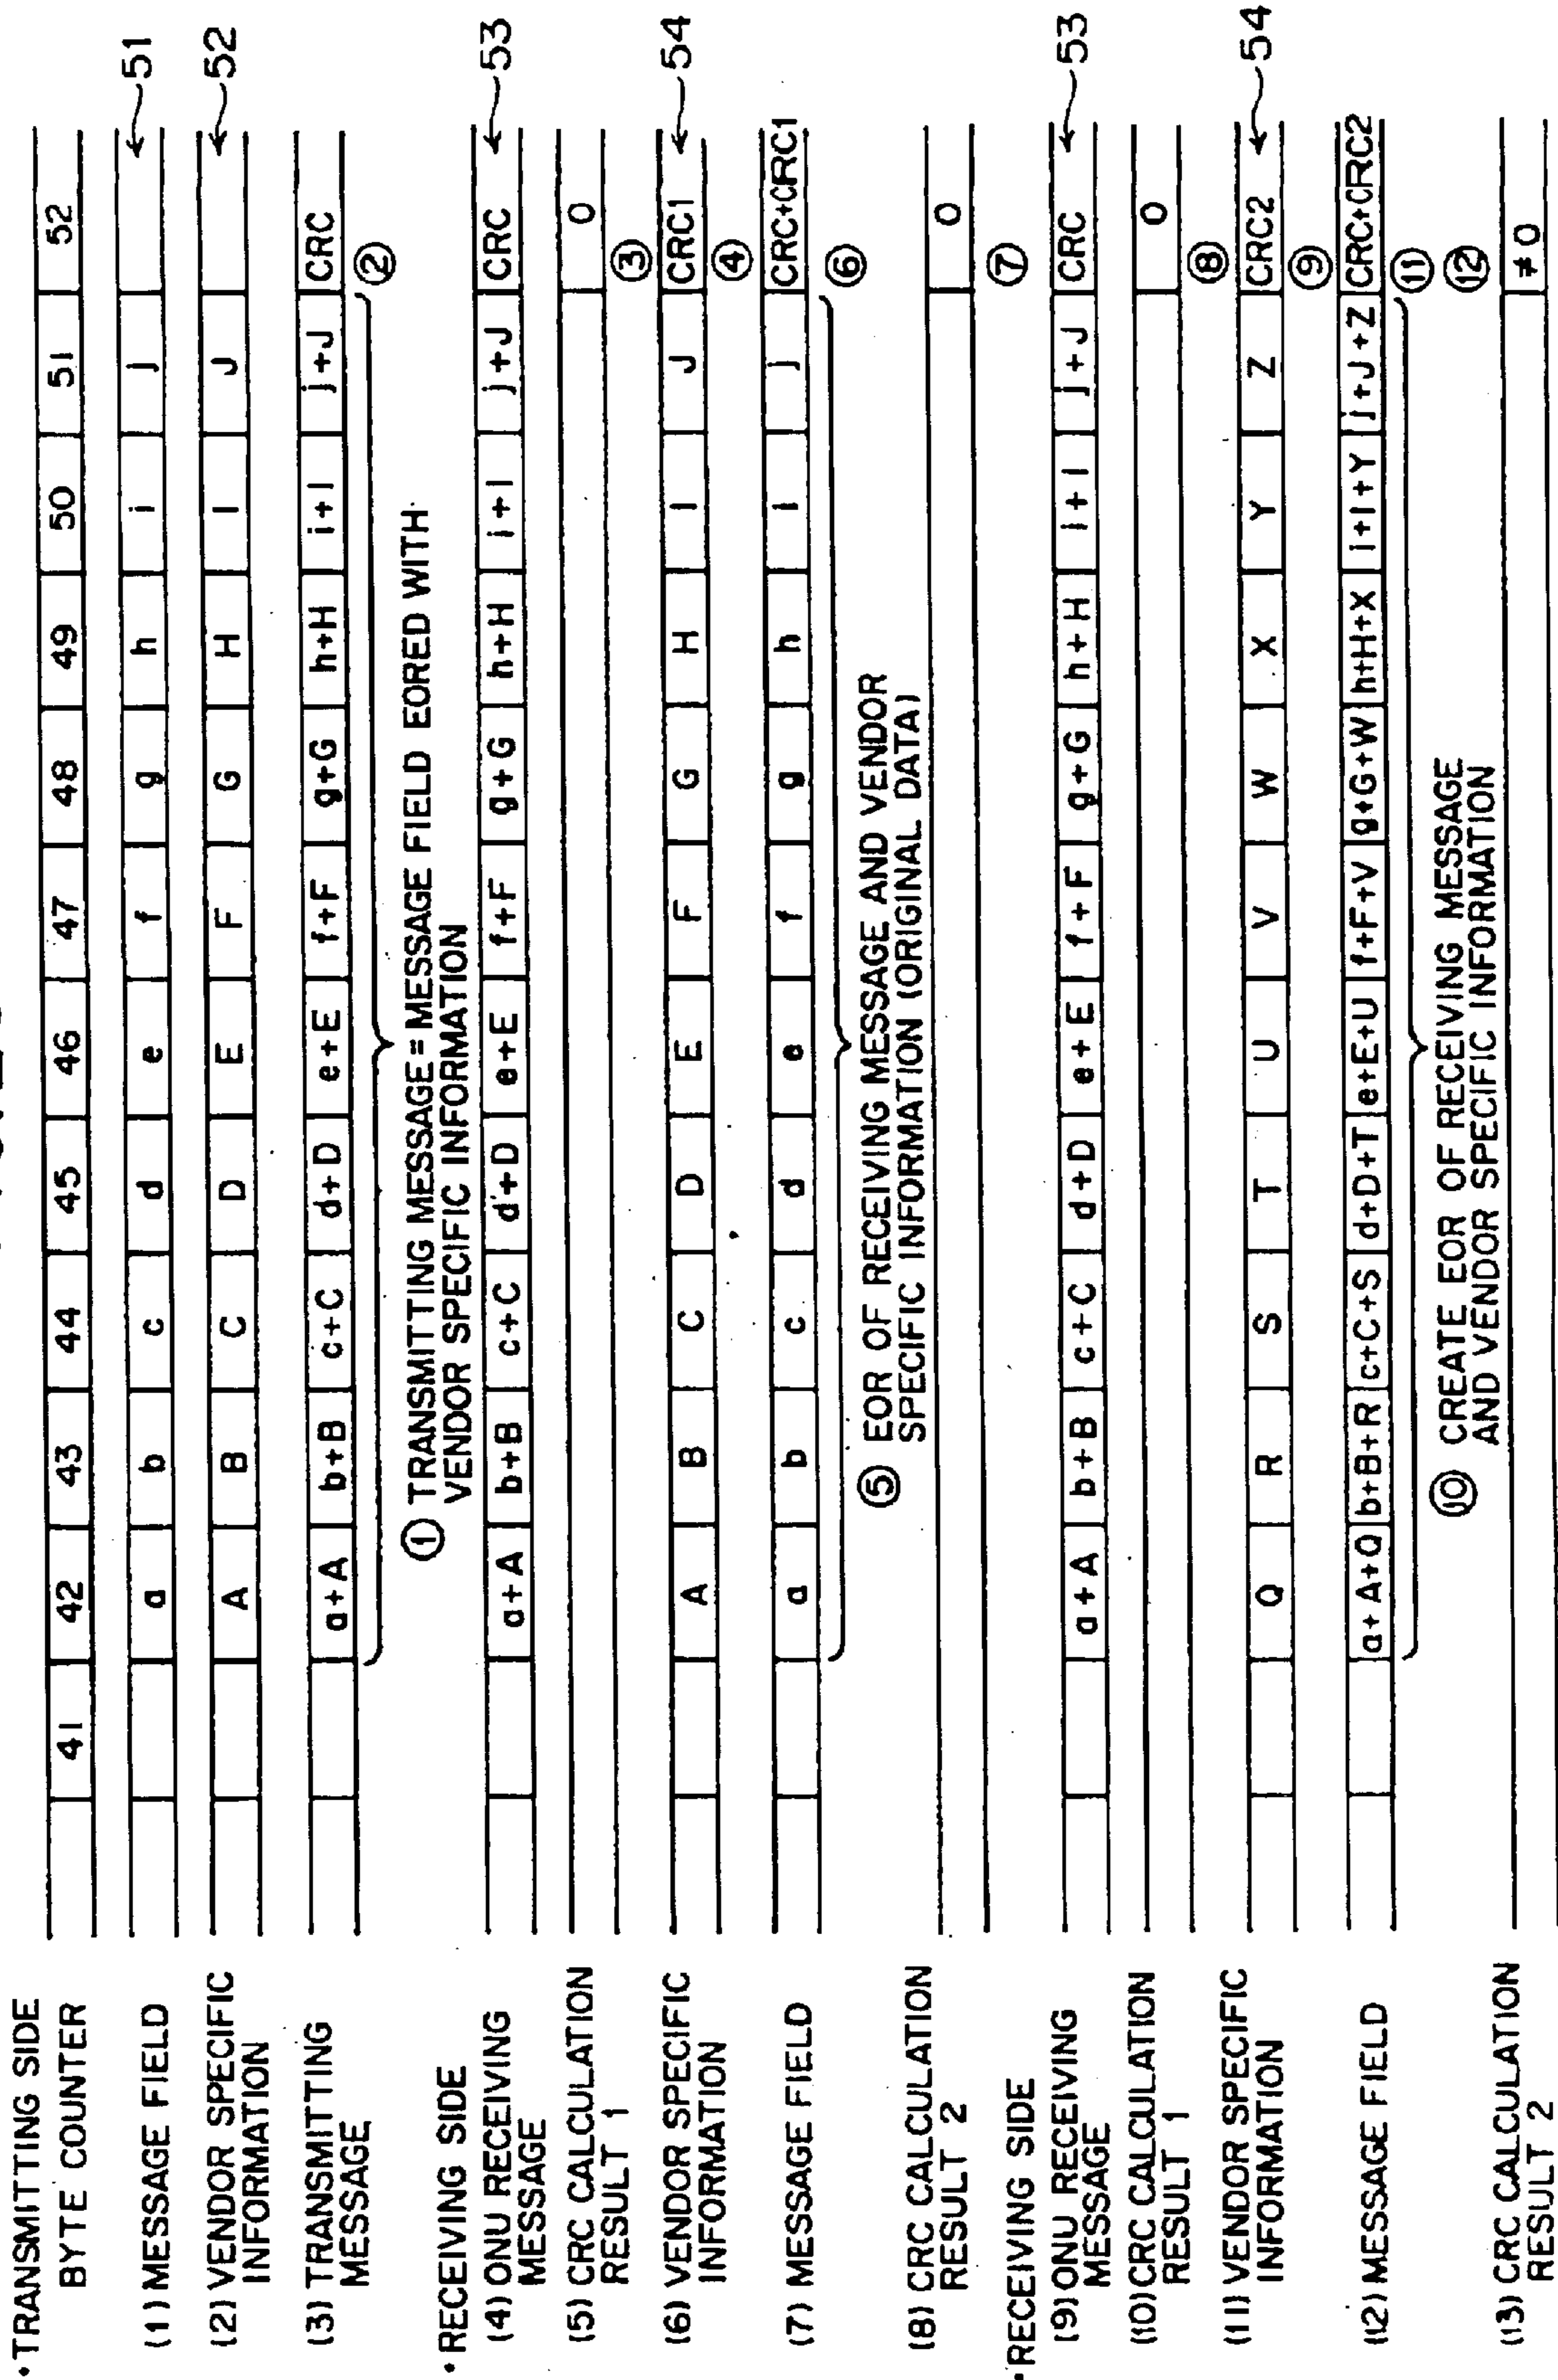 • TRANSMITTING SIDE
BYTE COUNTER 41 42 43 44 45 46 47 48 49 50 51 52
(1) MESSAGE FIELD a b c d e f g h i j 51
(2) VENDOR SPECIFIC INFORMATION A B C D E F G H I J 52
(3) TRANSMITTING MESSAGE a+A b+B c+C d+D e+E f+F g+G h+H i+I j+J CRC
②
① TRANSMITTING MESSAGE = MESSAGE FIELD EORED WITH
VENDOR SPECIFIC INFORMATION
• RECEIVING SIDE
(4) ONU RECEIVING MESSAGE a+A b+B c+C d+D e+E f+F g+G h+H i+I j+J CRC 53
(5) CRC CALCULATION RESULT 1 0
③
(6) VENDOR SPECIFIC INFORMATION A B C D E F G H I J CRC1 54
④
(7) MESSAGE FIELD a b c d e f g h i j CRC+CRC1
⑥
⑤ EOR OF RECEIVING MESSAGE AND VENDOR
SPECIFIC INFORMATION (ORIGINAL DATA)
(8) CRC CALCULATION RESULT 2 0
⑦
• RECEIVING SIDE
(9) ONU RECEIVING MESSAGE a+A b+B c+C d+D e+E f+F g+G h+H i+I j+J CRC 53
⑧
(10) CRC CALCULATION RESULT 1 0
(11) VENDOR SPECIFIC INFORMATION Q R S T U V W X Y Z CRC2 54
⑨
(12) MESSAGE FIELD a+A+Q b+B+R c+C+S d+D+T e+E+U f+F+V g+G+W h+H+X i+I+Y j+J+Z CRC+CRC2
⑪
⑫
⑩ CREATE EOR OF RECEIVING MESSAGE
AND VENDOR SPECIFIC INFORMATION
(13) CRC CALCULATION RESULT 2 ≠0